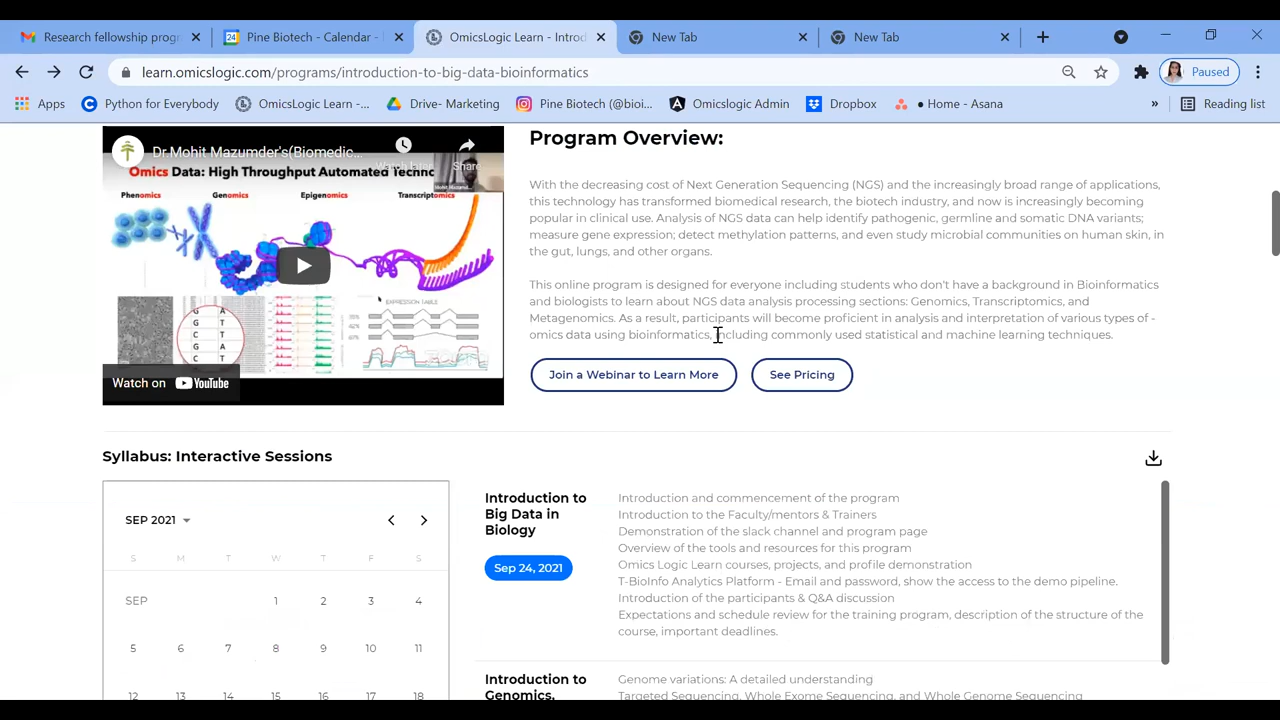 Research fellowship progr
Pine Biotech - Calendar -
OmicsLogic Learn - Introd
New Tab
New Tab
learn.omicslogic.com/programs/introduction-to-big-data-bioinformatics
Paused
Apps
Python for Everybody
OmicsLogic Learn -...
Drive- Marketing
Pine Biotech (@bioi...
Omicslogic Admin
Dropbox
● Home - Asana
»
Reading list
Dr.Mohit Mazumder's(Biomedic...
Omics Data: High Throughput Automated Techno
Phenomics
Genomics
Epigenomics
Transcriptomics
EXPRESSION TABLE
Watch on YouTube
Program Overview:
With the decreasing cost of Next Generation Sequencing (NGS) and the increasingly broad range of applications,
this technology has transformed biomedical research, the biotech industry, and now is increasingly becoming
popular in clinical use. Analysis of NGS data can help identify pathogenic, germline and somatic DNA variants;
measure gene expression; detect methylation patterns, and even study microbial communities on human skin, in
the gut, lungs, and other organs.
This online program is designed for everyone including students who don't have a background in Bioinformatics
and biologists to learn about NGS data analysis processing sections: Genomics, Transcriptomics, and
Metagenomics. As a result, participants will become proficient in analysis and interpretation of various types of -
omics data using bioinformatics, including commonly used statistical and machine learning techniques.
Join a Webinar to Learn More
See Pricing
Syllabus: Interactive Sessions
SEP 2021
S M T W T F S
SEP 1 2 3 4
5 6 7 8 9 10 11
12 13 14 15 16 17 18
Introduction to
Big Data in
Biology
Sep 24, 2021
Introduction and commencement of the program
Introduction to the Faculty/mentors & Trainers
Demonstration of the slack channel and program page
Overview of the tools and resources for this program
Omics Logic Learn courses, projects, and profile demonstration
T-BioInfo Analytics Platform - Email and password, show the access to the demo pipeline.
Introduction of the participants & Q&A discussion
Expectations and schedule review for the training program, description of the structure of the
course, important deadlines.
Introduction to
Genomics,
Genome variations: A detailed understanding
Targeted Sequencing, Whole Exome Sequencing, and Whole Genome Sequencing